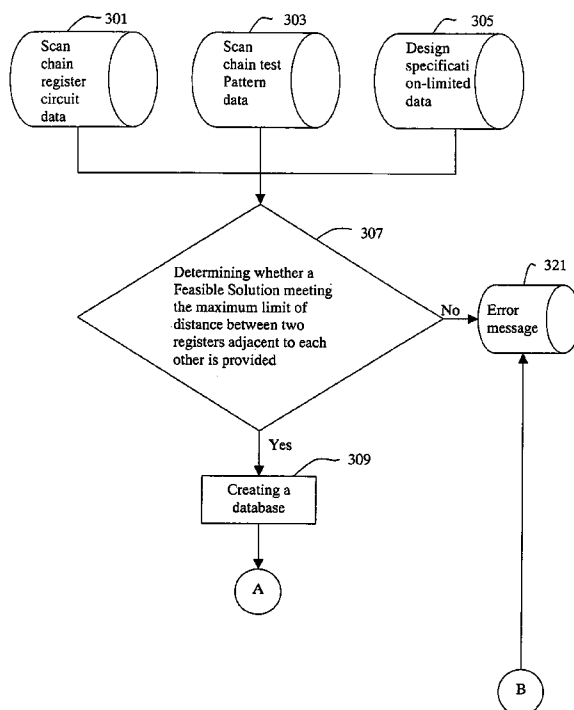 301
303
305
Scan
chain
register
circuit
data
Scan
chain test
Pattern
data
Design
specificati
on-limited
data
307
Determining whether a
Feasible Solution meeting
the maximum limit of
distance between two
registers adjacent to each
other is provided
321
No
Error
message
Yes
309
Creating a
database
A
B